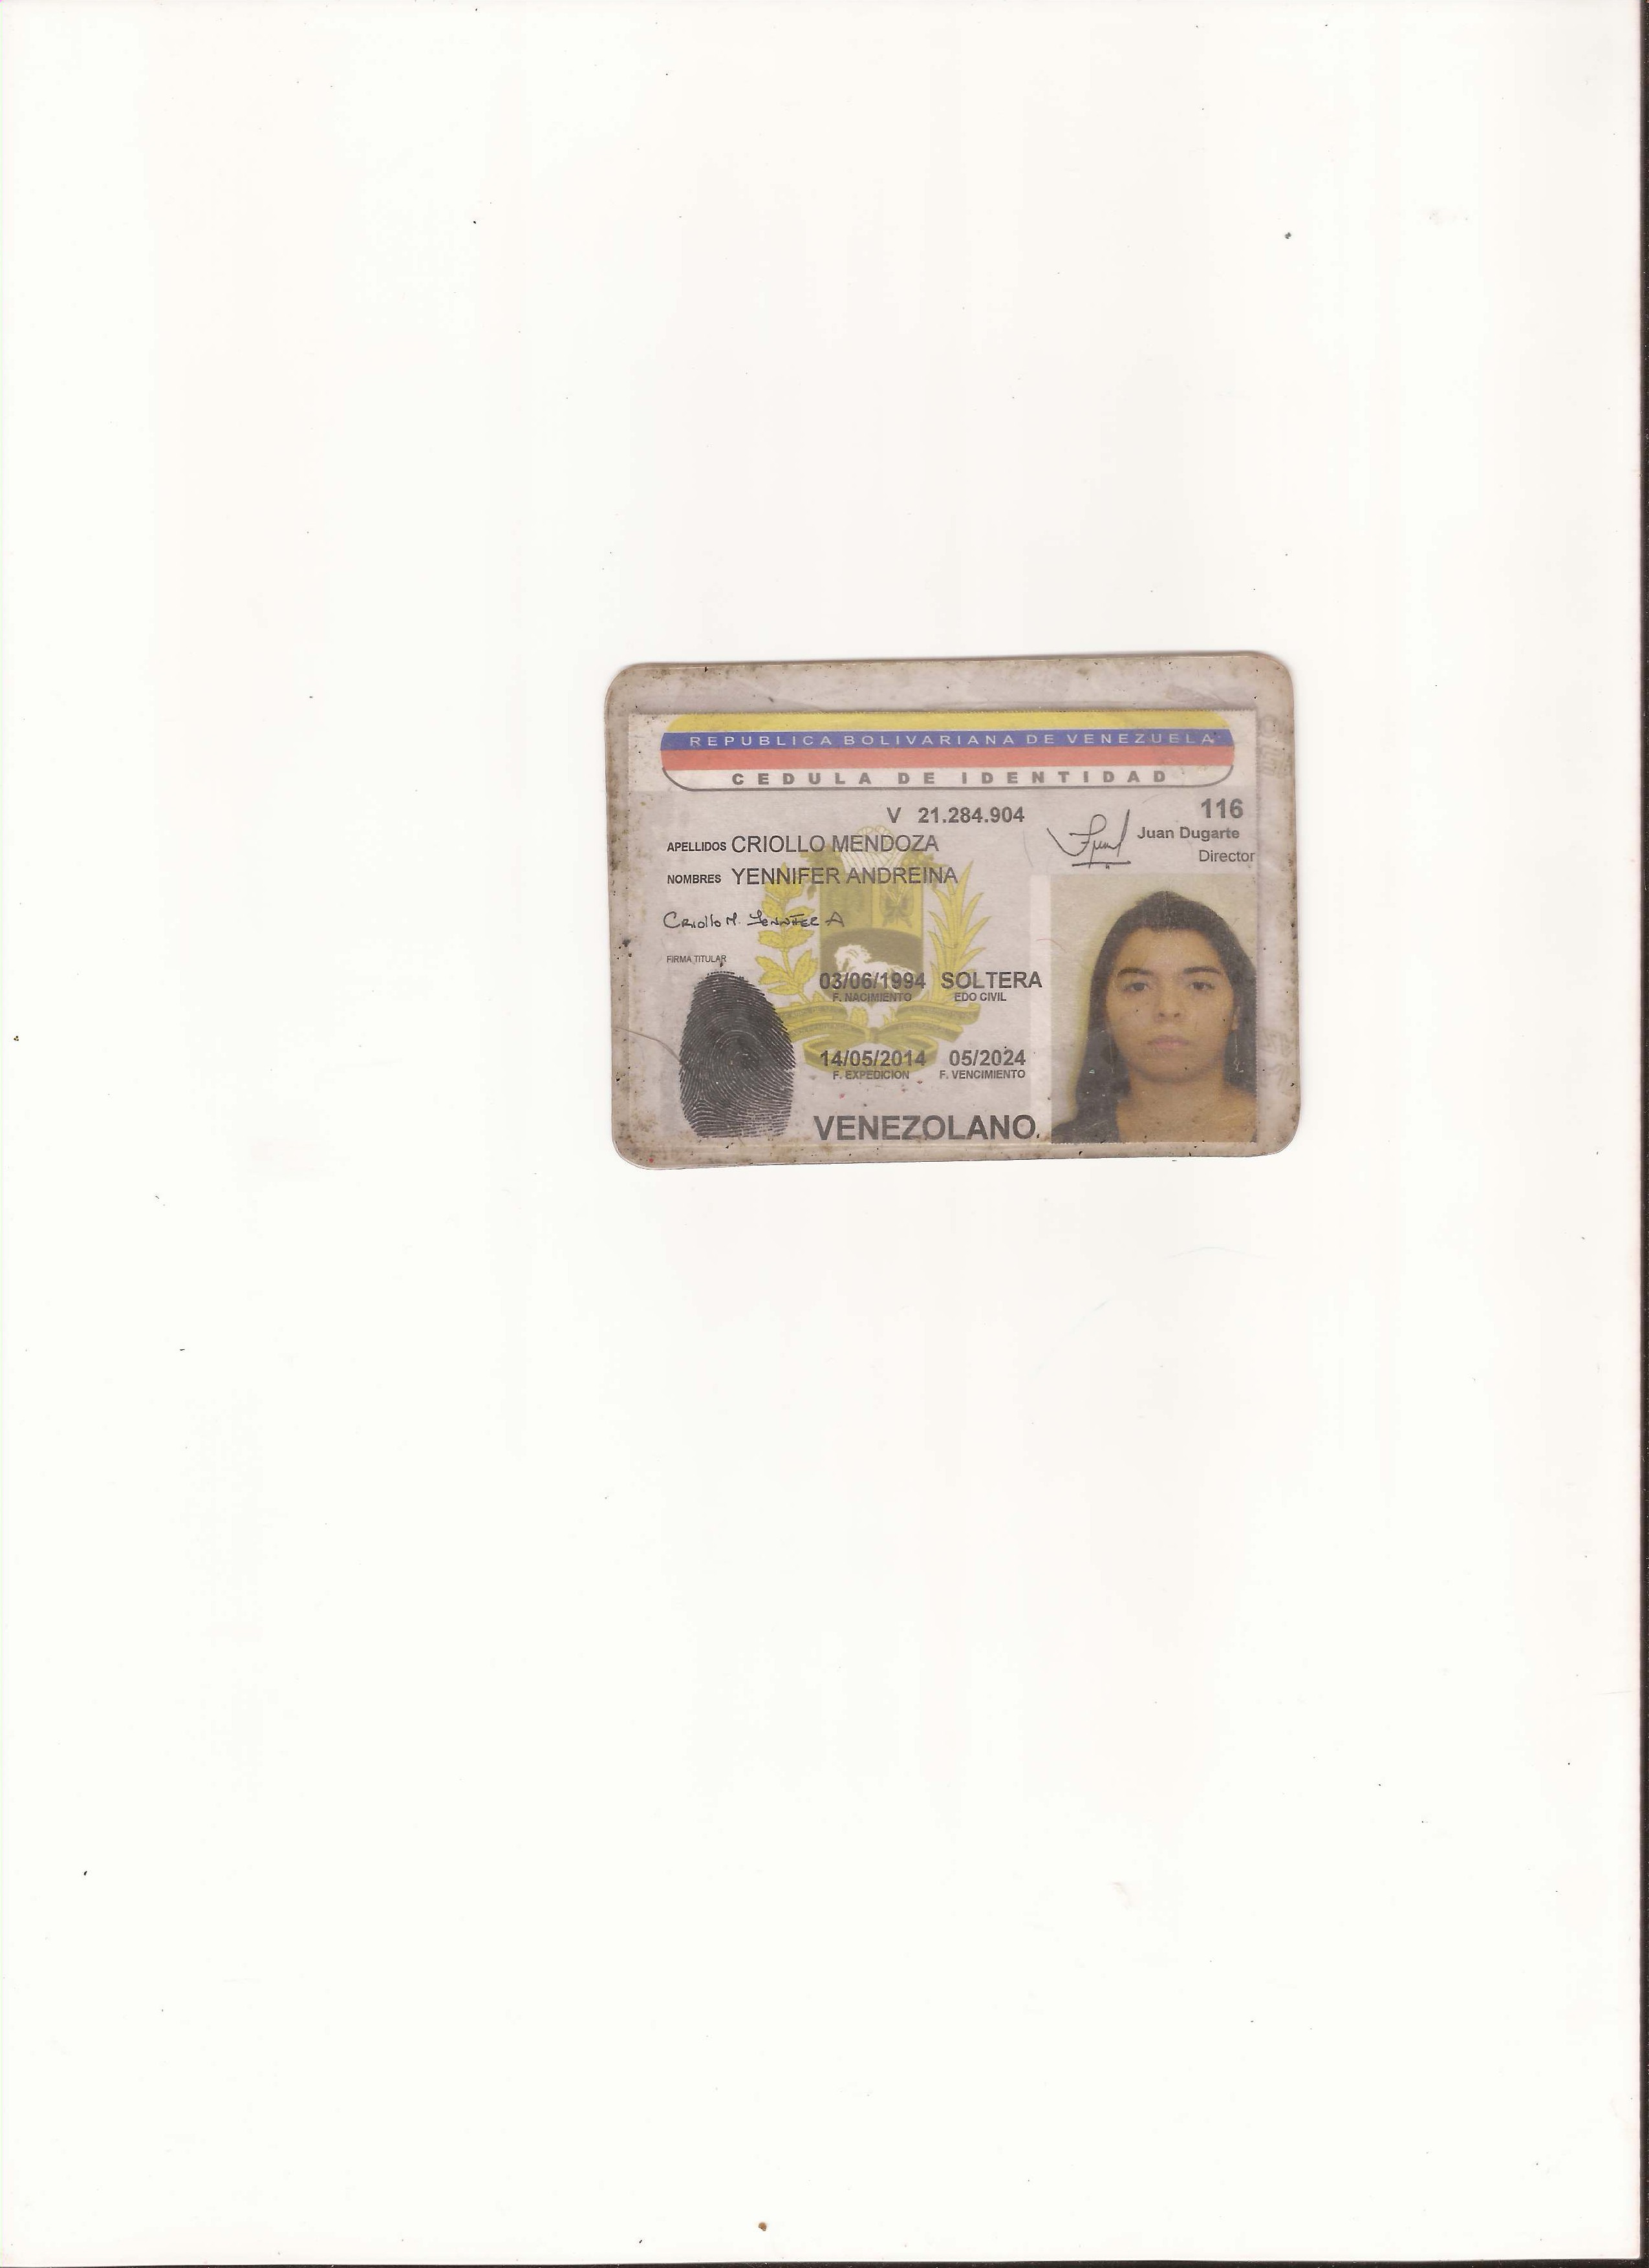 REPUBLICA BOLIVARIANA DE VENEZUELA
CEDULA DE IDENTIDAD
V 21.284.904
116
Juan Dugarte
Director
APELLIDOS CRIOLLO MENDOZA
NOMBRES YENNIFER ANDREINA
Criollo M. Yennifer A
FIRMA TITULAR
03/06/1994 SOLTERA
F. NACIMIENTO EDO CIVIL
14/05/2014 05/2024
F. EXPEDICION F. VENCIMIENTO
VENEZOLANO